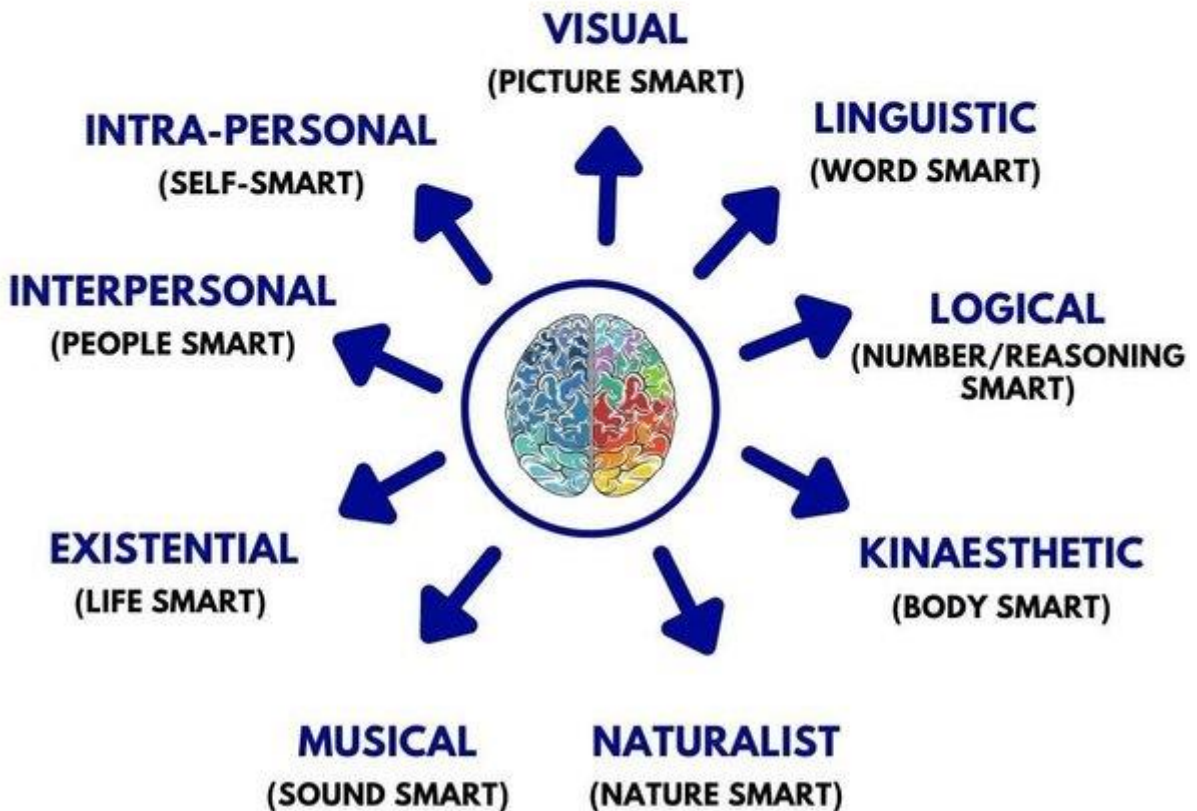 VISUAL
(PICTURE SMART)
LINGUISTIC
(WORD SMART)
LOGICAL
(NUMBER/REASONING
SMART)
KINAESTHETIC
(BODY SMART)
NATURALIST
(NATURE SMART)
MUSICAL
(SOUND SMART)
EXISTENTIAL
(LIFE SMART)
INTERPERSONAL
(PEOPLE SMART)
INTRA-PERSONAL
(SELF-SMART)